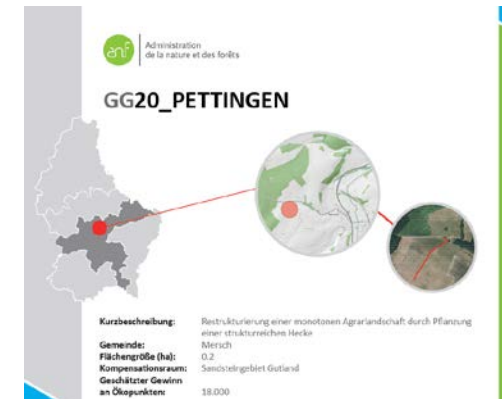 anf
Administration
de la nature et des forêts
GG20_PETTINGEN
Kurzbeschreibung: Restrukturierung einer monotonen Agrarlandschaft durch Pflanzung
einer strukturreichen Hecke
Gemeinde: Mersch
Flächengröße (ha): 0.2
Kompensationsraum: Sandsteingebiet Gutland
Geschätzter Gewinn
an Ökopunkten: 18.000